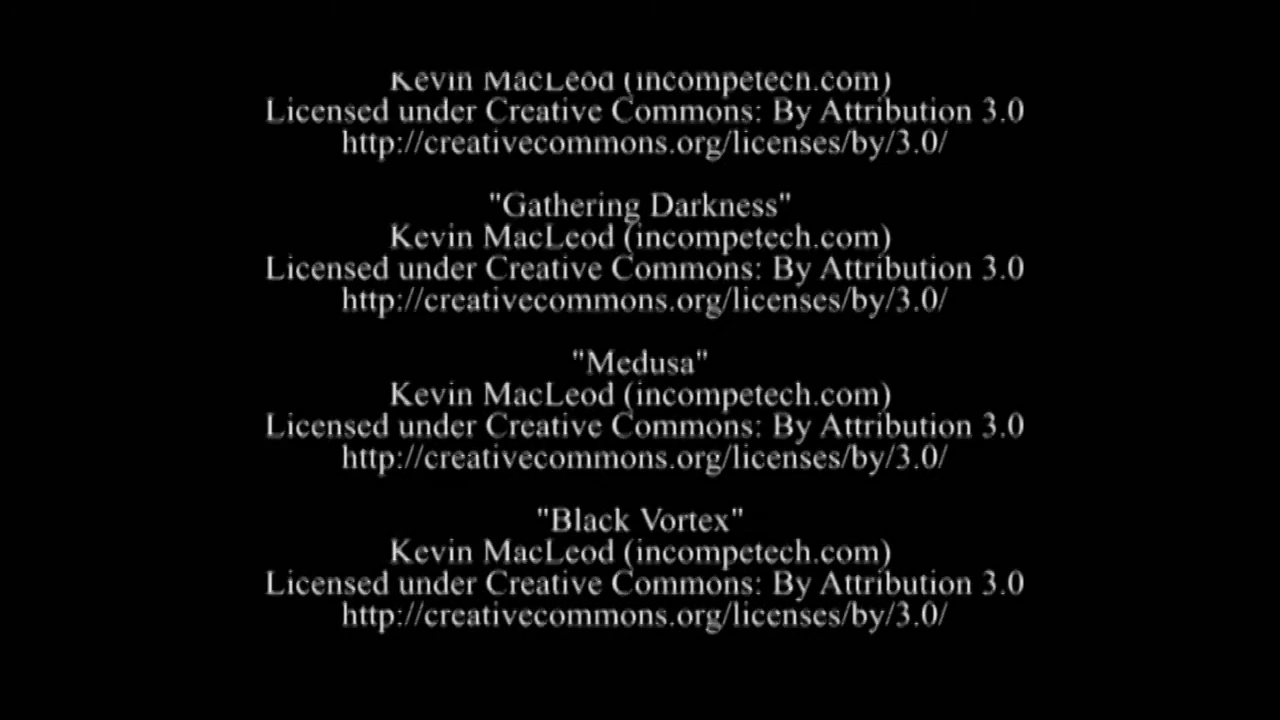 Kevin MacLeod (incompetech.com)
Licensed under Creative Commons: By Attribution 3.0
http://creativecommons.org/licenses/by/3.0/
"Gathering Darkness"
Kevin MacLeod (incompetech.com)
Licensed under Creative Commons: By Attribution 3.0
http://creativecommons.org/licenses/by/3.0/
"Medusa"
Kevin MacLeod (incompetech.com)
Licensed under Creative Commons: By Attribution 3.0
http://creativecommons.org/licenses/by/3.0/
"Black Vortex"
Kevin MacLeod (incompetech.com)
Licensed under Creative Commons: By Attribution 3.0
http://creativecommons.org/licenses/by/3.0/